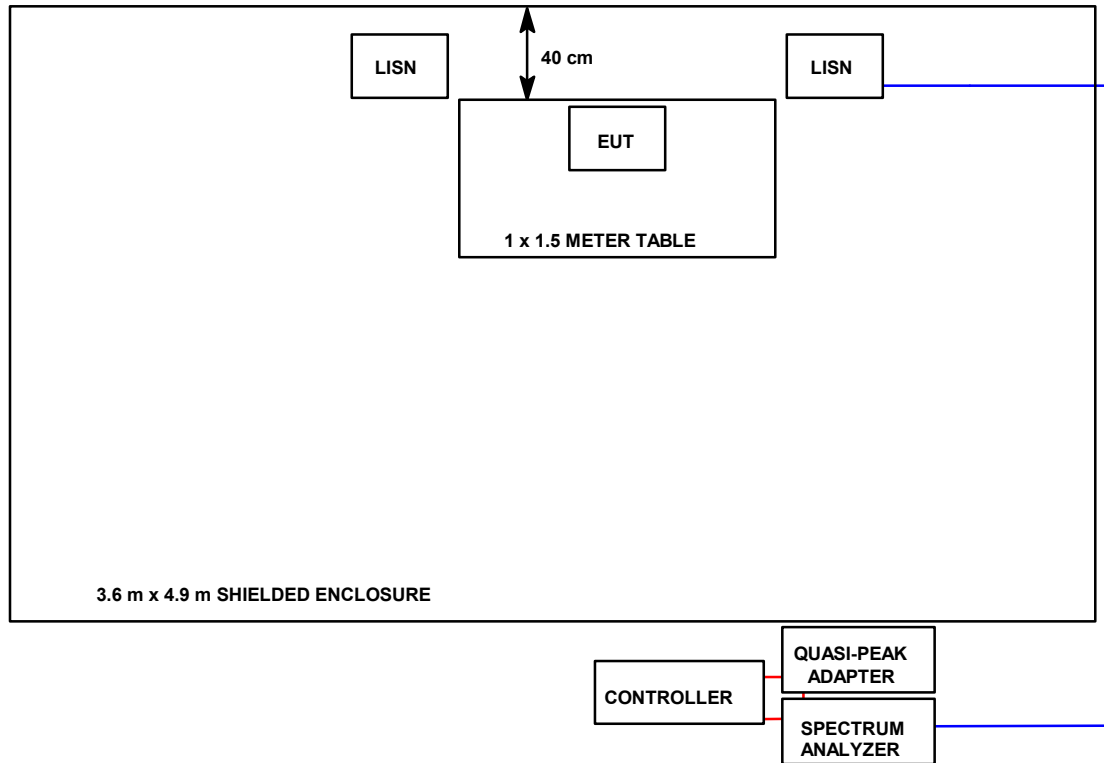 40 cm
LISN
LISN
EUT
1 x 1.5 METER TABLE
3.6 m x 4.9 m SHIELDED ENCLOSURE
QUASI-PEAK
ADAPTER
CONTROLLER
SPECTRUM
ANALYZER